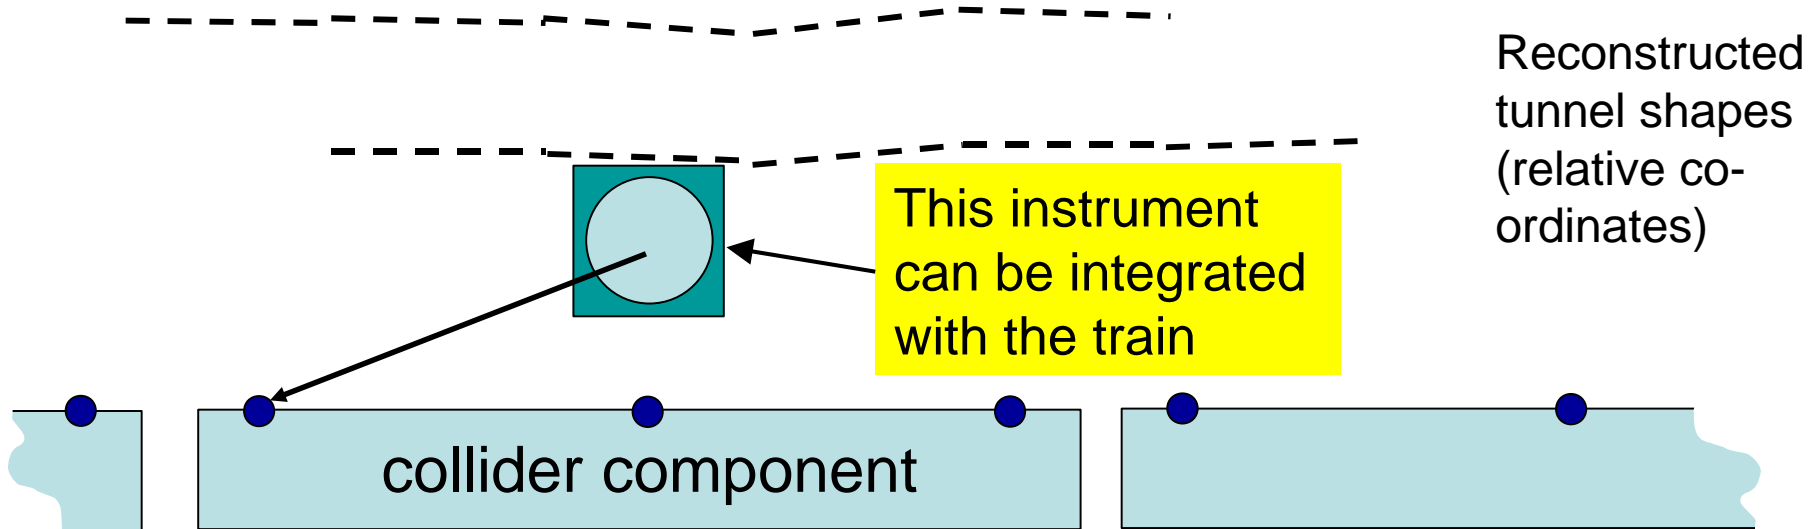 Reconstructed
tunnel shapes
(relative co-
ordinates)
This instrument
can be integrated
with the train
collider component